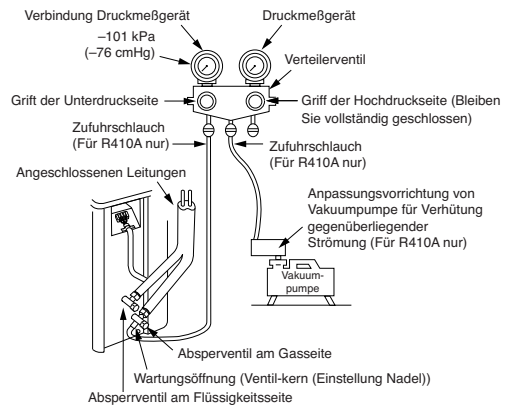 Verbindung Druckmeßgerät
Druckmeßgerät
–101 kPa
(–76 cmHg)
Verteilerventil
Grift der Unterdruckseite
Griff der Hochdruckseite (Bleiben
Sie vollständig geschlossen)
Zufuhrschlauch
(Für R410A nur)
Zufuhrschlauch
(Für R410A nur)
Angeschlossenen Leitungen
Anpassungsvorrichtung von
Vakuumpumpe für Verhütung
gegenüberliegender
Strömung (Für R410A nur)
Vakuum-
pumpe
Absperventil am Gasseite
Wartungsöffnung (Ventil-kern (Einstellung Nadel))
Absperventil am Flüssigkeitsseite